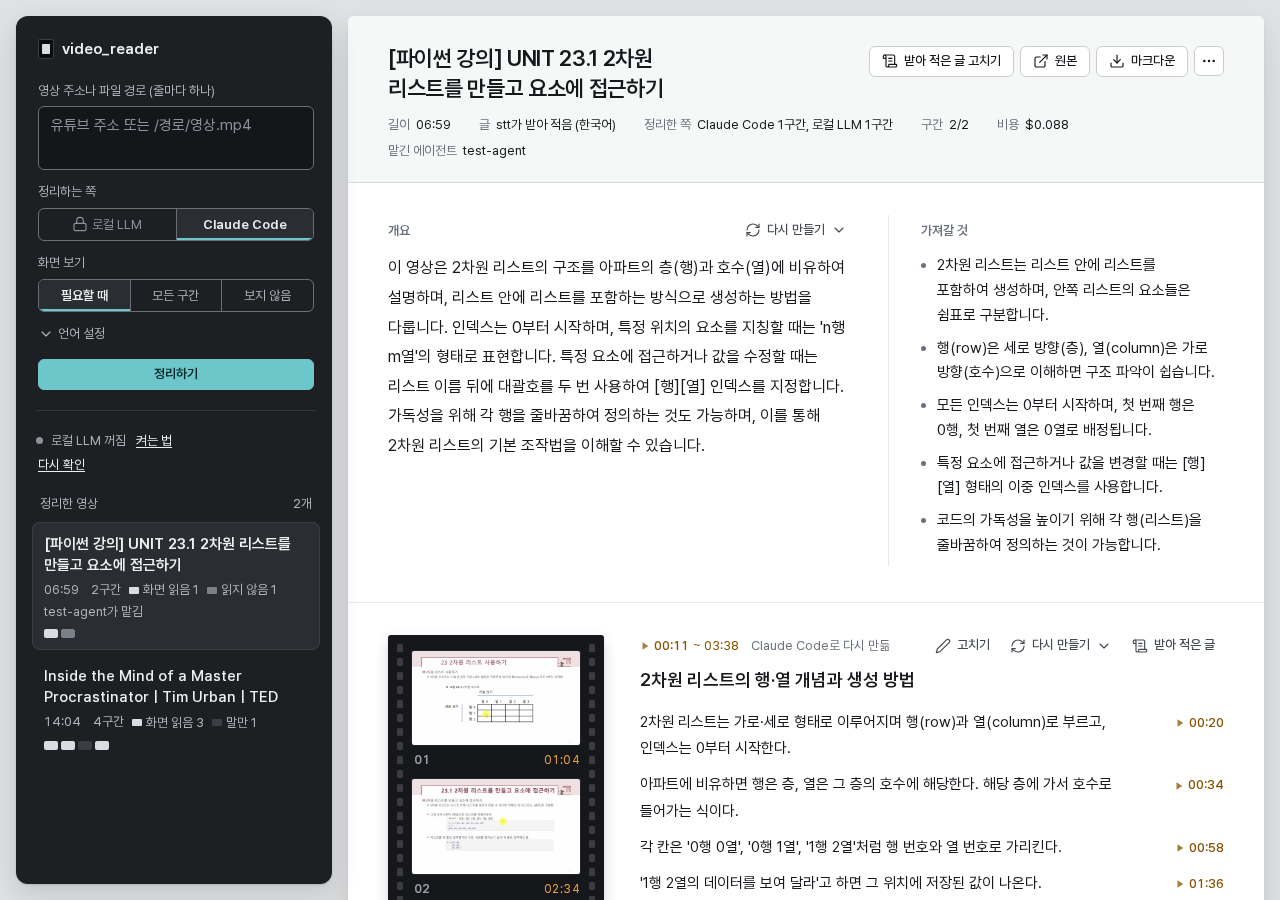 video_reader
영상 주소나 파일 경로 (줄마다 하나)
유튜브 주소 또는 /경로/영상.mp4
정리하는 쪽
로컬 LLM
Claude Code
화면 보기
필요할 때
모든 구간
보지 않음
언어 설정
정리하기
로컬 LLM 꺼짐 켜는 법
다시 확인
정리한 영상 2개
[파이썬 강의] UNIT 23.1 2차원 리스트를
만들고 요소에 접근하기
06:59 2구간 화면 읽음 1 읽지 않음 1
test-agent가 맡김
Inside the Mind of a Master
Procrastinator | Tim Urban | TED
14:04 4구간 화면 읽음 3 말만 1
[파이썬 강의] UNIT 23.1 2차원
리스트를 만들고 요소에 접근하기
받아 적은 글 고치기
원본
마크다운
길이 06:59 글 stt가 받아 적음 (한국어) 정리한 쪽 Claude Code 1구간, 로컬 LLM 1구간 구간 2/2 비용 $0.088
맡긴 에이전트 test-agent
개요 다시 만들기
이 영상은 2차원 리스트의 구조를 아파트의 층(행)과 호수(열)에 비유하여
설명하며, 리스트 안에 리스트를 포함하는 방식으로 생성하는 방법을
다룹니다. 인덱스는 0부터 시작하며, 특정 위치의 요소를 지칭할 때는 'n행
m열'의 형태로 표현합니다. 특정 요소에 접근하거나 값을 수정할 때는
리스트 이름 뒤에 대괄호를 두 번 사용하여 [행][열] 인덱스를 지정합니다.
가독성을 위해 각 행을 줄바꿈하여 정의하는 것도 가능하며, 이를 통해
2차원 리스트의 기본 조작법을 이해할 수 있습니다.
가져갈 것
2차원 리스트는 리스트 안에 리스트를
포함하여 생성하며, 안쪽 리스트의 요소들은
쉼표로 구분합니다.
행(row)은 세로 방향(층), 열(column)은 가로
방향(호수)으로 이해하면 구조 파악이 쉽습니다.
모든 인덱스는 0부터 시작하며, 첫 번째 행은
0행, 첫 번째 열은 0열로 배정됩니다.
특정 요소에 접근하거나 값을 변경할 때는 [행]
[열] 형태의 이중 인덱스를 사용합니다.
코드의 가독성을 높이기 위해 각 행(리스트)을
줄바꿈하여 정의하는 것이 가능합니다.
23 2차원 리스트 사용하기
01 01:04
23.1 2차원 리스트를 만들고 요소에 접근하기
02 02:34
00:11 ~ 03:38 Claude Code로 다시 만듦 고치기 다시 만들기 받아 적은 글
2차원 리스트의 행·열 개념과 생성 방법
2차원 리스트는 가로·세로 형태로 이루어지며 행(row)과 열(column)로 부르고, 00:20
인덱스는 0부터 시작한다.
아파트에 비유하면 행은 층, 열은 그 층의 호수에 해당한다. 해당 층에 가서 호수로 00:34
들어가는 식이다.
각 칸은 '0행 0열', '0행 1열', '1행 2열'처럼 행 번호와 열 번호로 가리킨다. 00:58
'1행 2열의 데이터를 보여 달라'고 하면 그 위치에 저장된 값이 나온다. 01:36